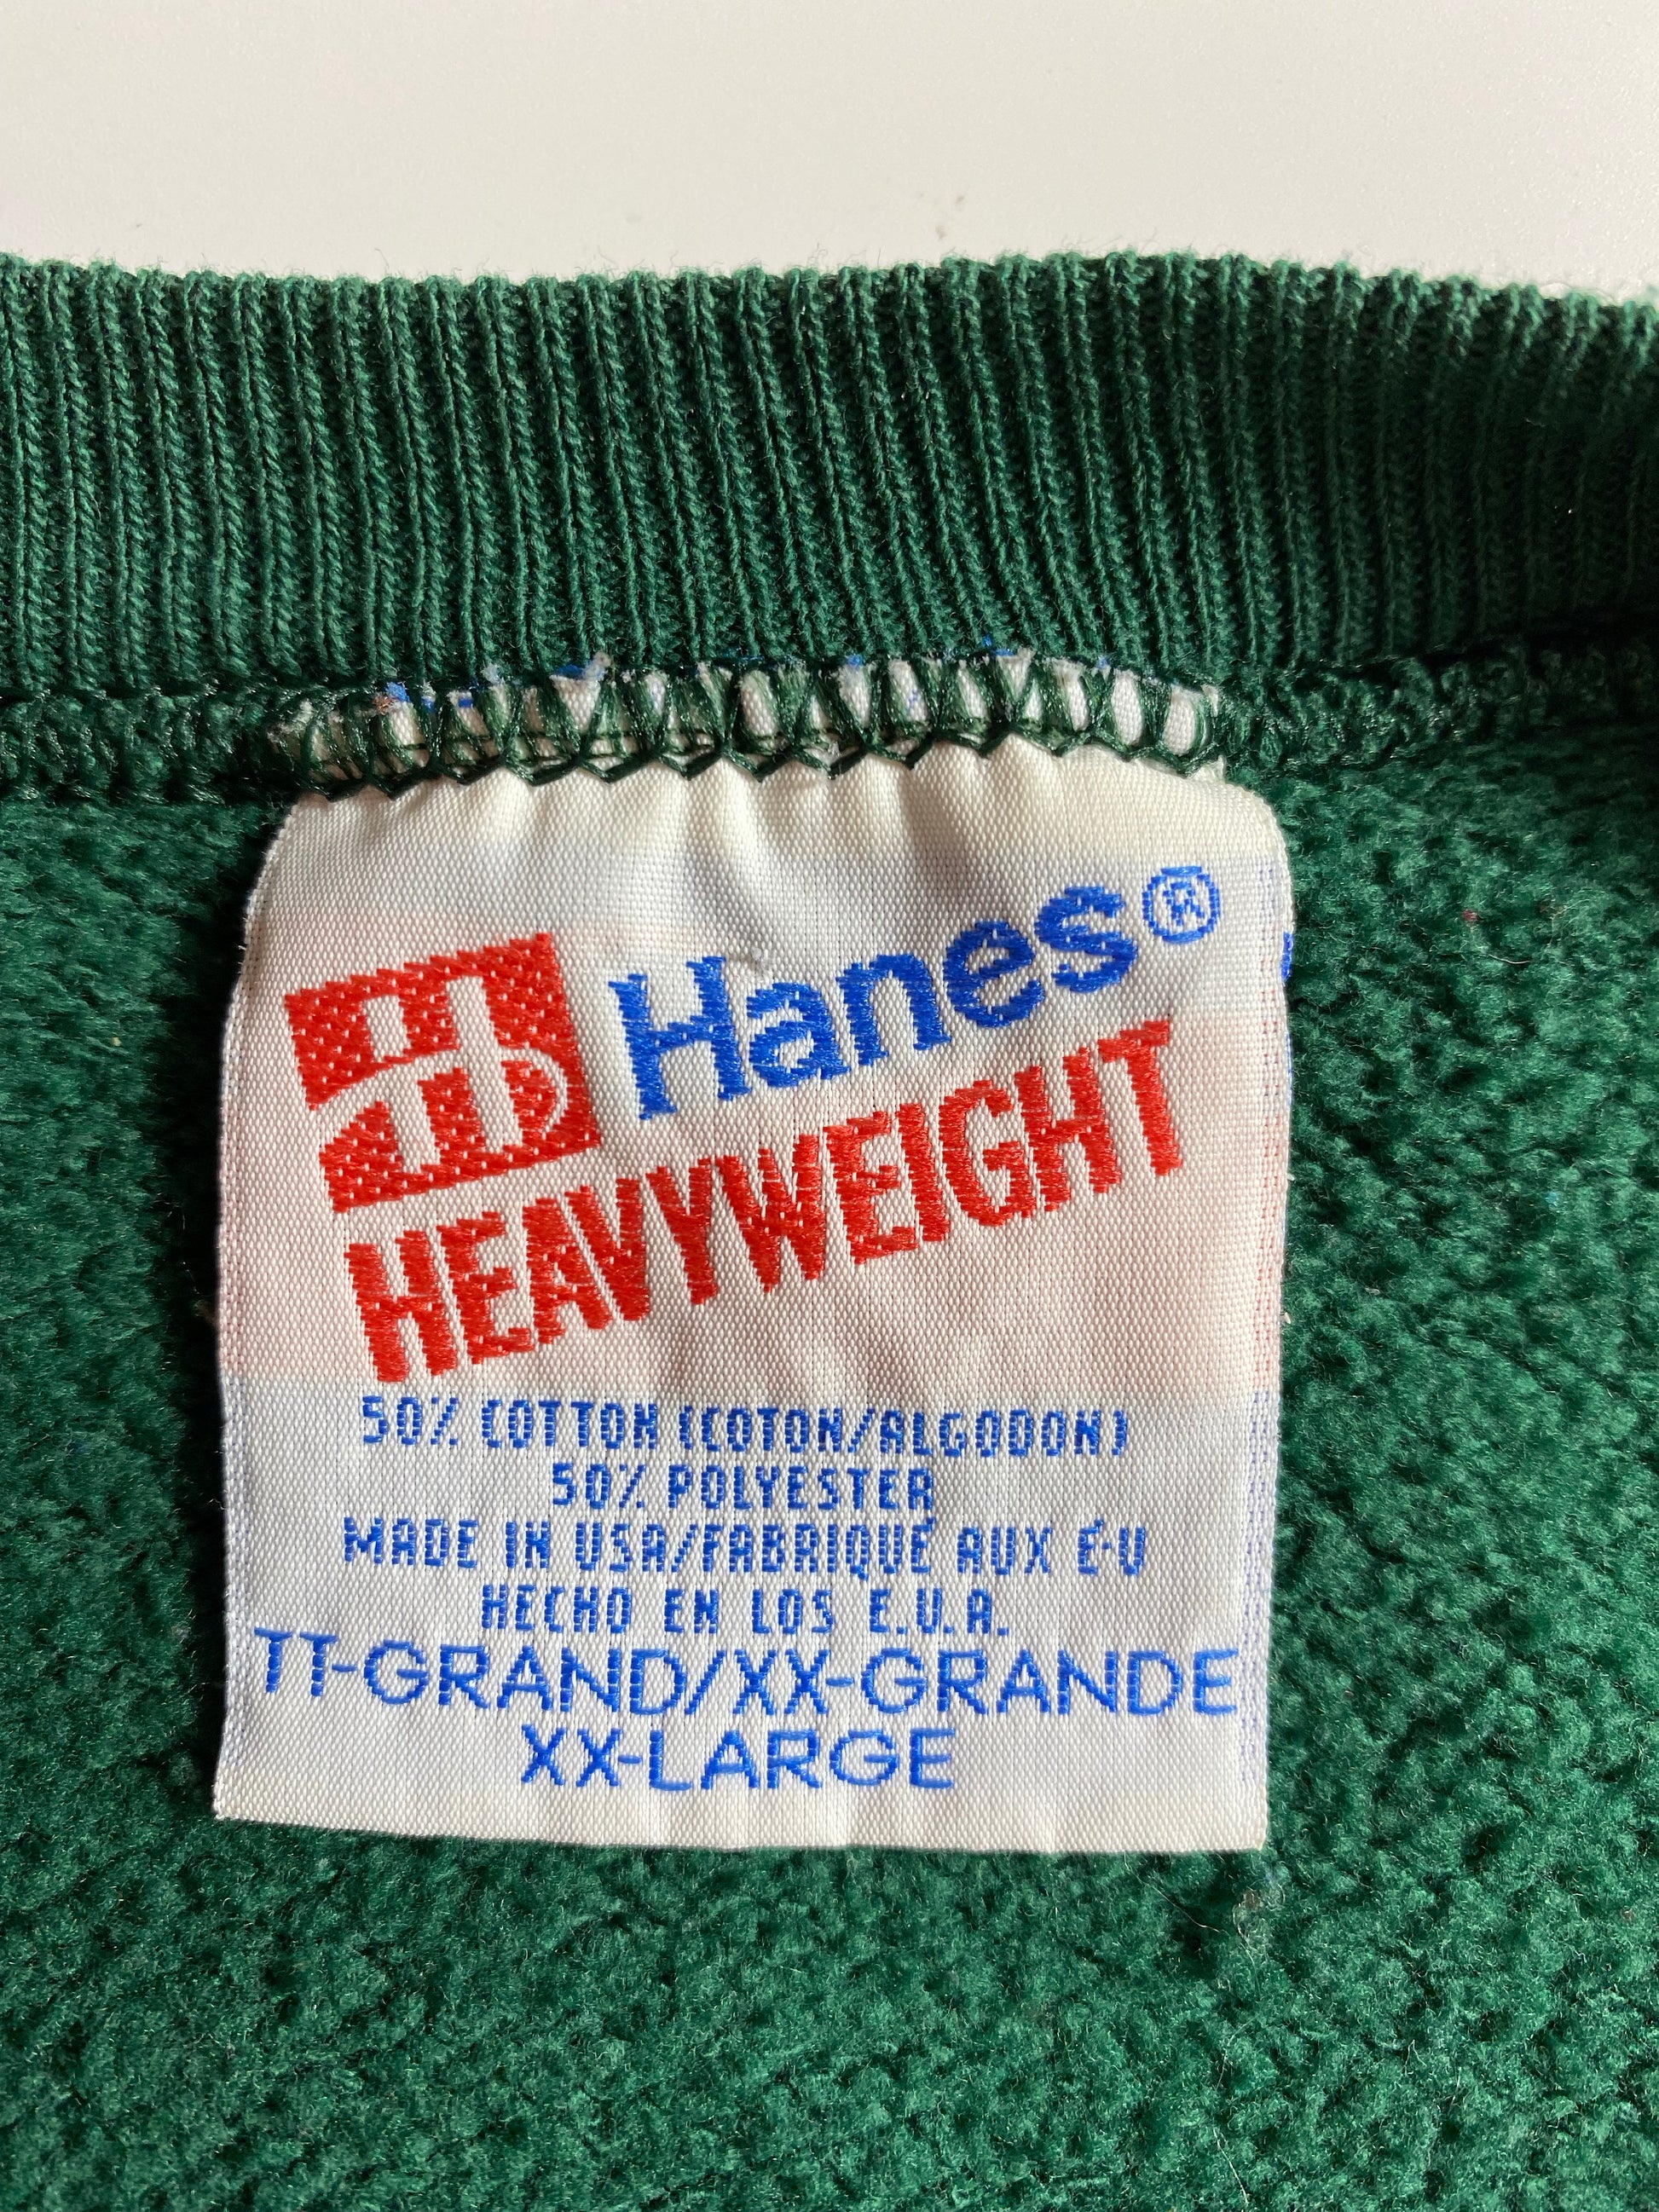 Hanes®
HEAVYWEIGHT
50% COTTON (COTON/ALGODON)
50% POLYESTER
MADE IN USA/FABRIQUÉ AUX É-U
HECHO EN LOS E.U.A.
TT-GRAND/XX-GRANDE
XX-LARGE